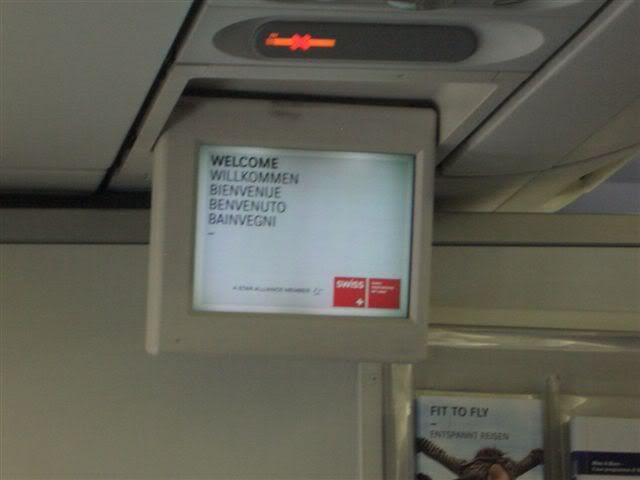 WELCOME
WILLKOMMEN
BIENVENUE
BENVENUTO
BAINVEGNI
–
A STAR ALLIANCE MEMBER
swiss
FIT TO FLY
–
ENTSPANNT REISEN